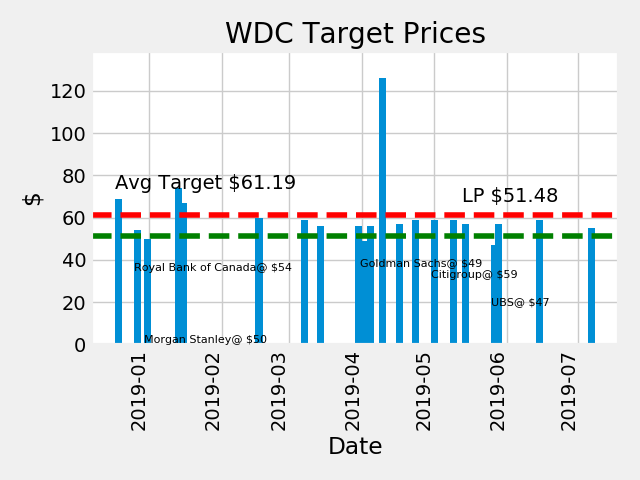 WDC Target Prices
120
100
80
60
40
20
0
$
Avg Target $61.19
LP $51.48
Royal Bank of Canada@ $54
Goldman Sachs@ $49
Citigroup@ $59
UBS@ $47
Morgan Stanley@ $50
2019-01
2019-02
2019-03
2019-04
2019-05
2019-06
2019-07
Date